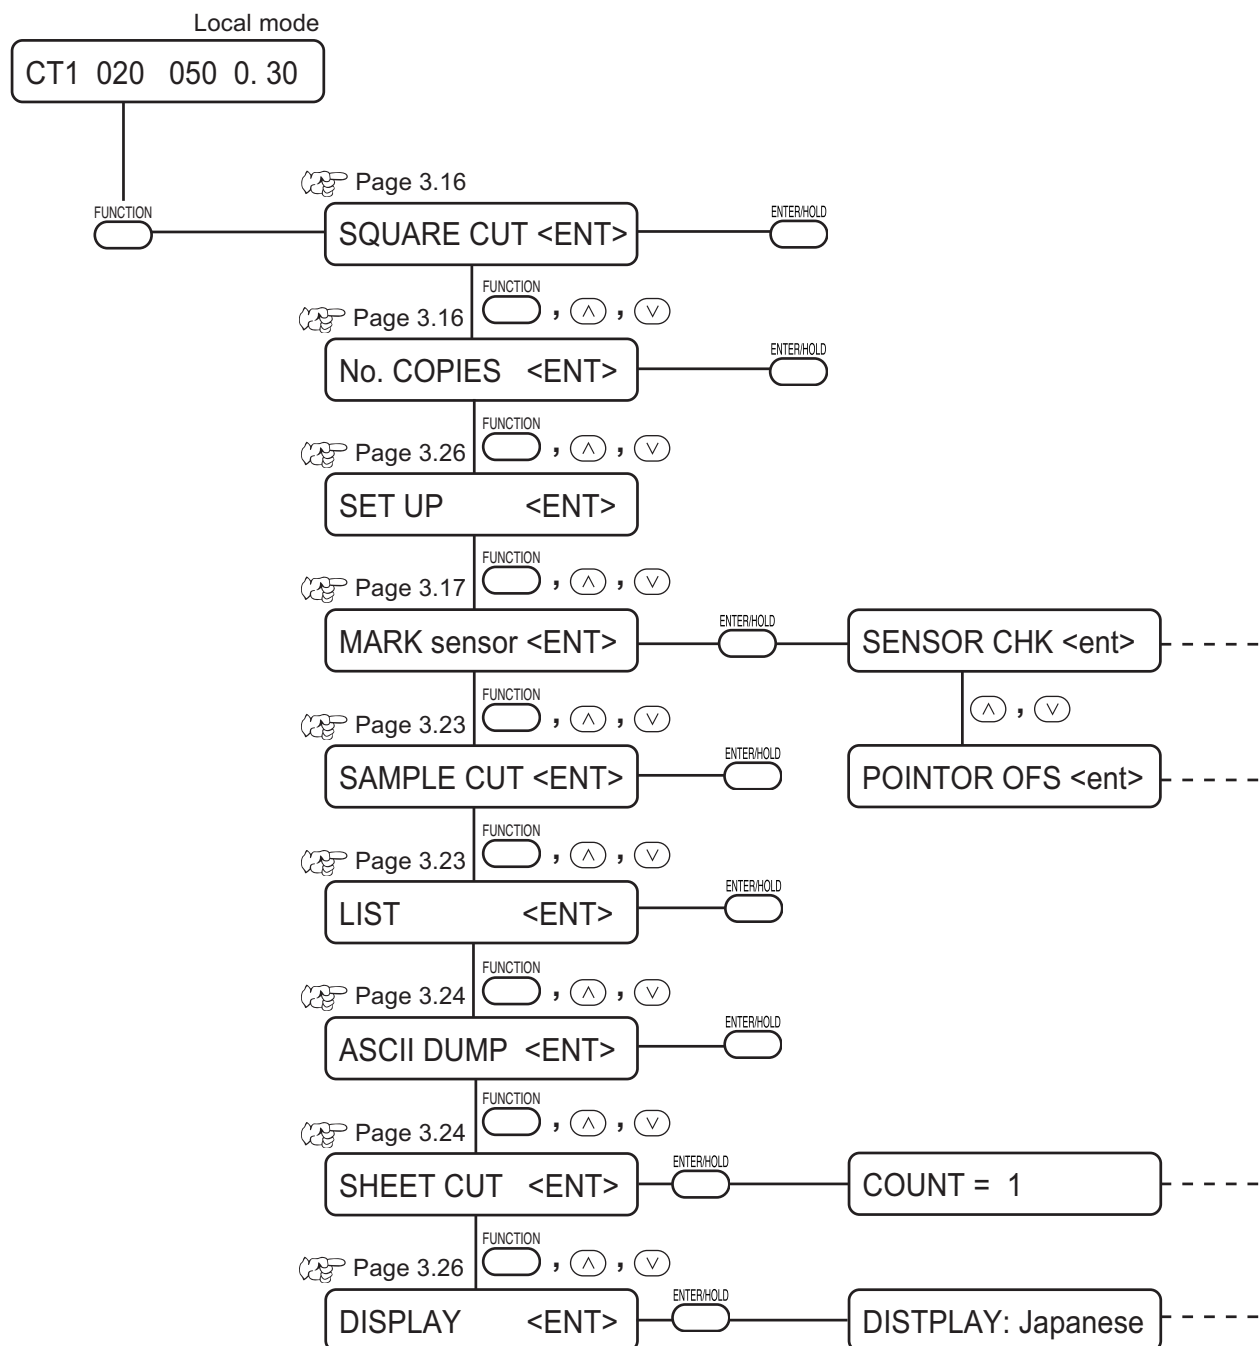 Local mode
CT1 020 050 0. 30
Page 3.16
FUNCTION
SQUARE CUT <ENT>
ENTER/HOLD
FUNCTION
, ∧ , ∨
Page 3.16
No. COPIES <ENT>
ENTER/HOLD
FUNCTION
, ∧ , ∨
Page 3.26
SET UP <ENT>
FUNCTION
, ∧ , ∨
Page 3.17
MARK sensor <ENT>
ENTER/HOLD
SENSOR CHK <ent>
FUNCTION
, ∧ , ∨
∧ , ∨
Page 3.23
SAMPLE CUT <ENT>
ENTER/HOLD
POINTOR OFS <ent>
FUNCTION
, ∧ , ∨
Page 3.23
LIST <ENT>
ENTER/HOLD
FUNCTION
, ∧ , ∨
Page 3.24
ASCII DUMP <ENT>
ENTER/HOLD
FUNCTION
, ∧ , ∨
Page 3.24
SHEET CUT <ENT>
ENTER/HOLD
COUNT = 1
FUNCTION
, ∧ , ∨
Page 3.26
DISPLAY <ENT>
ENTER/HOLD
DISTPLAY: Japanese